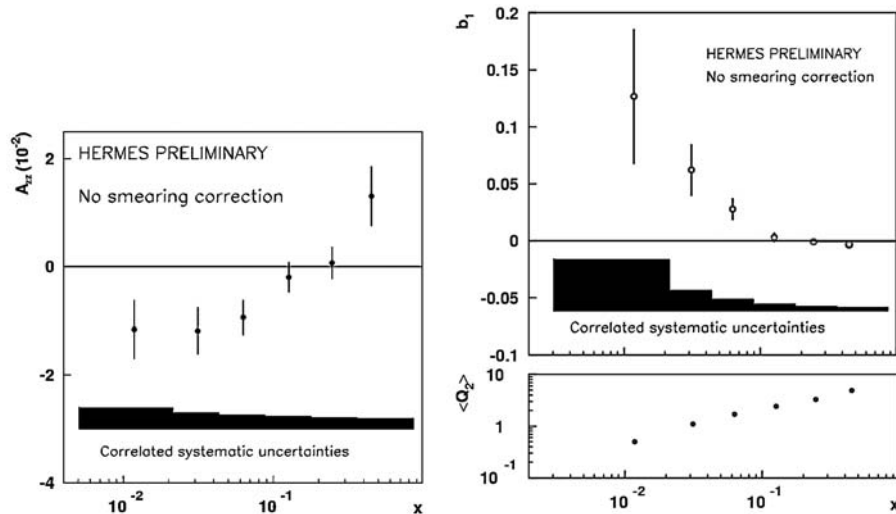 HERMES PRELIMINARY
No smearing correction
A_zz (10^-2)
2
0
-2
-4
Correlated systematic uncertainties
10^-2
10^-1
x
b_1
0.2
0.15
0.1
0.05
0
-0.05
-0.1
HERMES PRELIMINARY
No smearing correction
Correlated systematic uncertainties
<Q_2>
10
1
10^-1
10^-2
10^-1
x